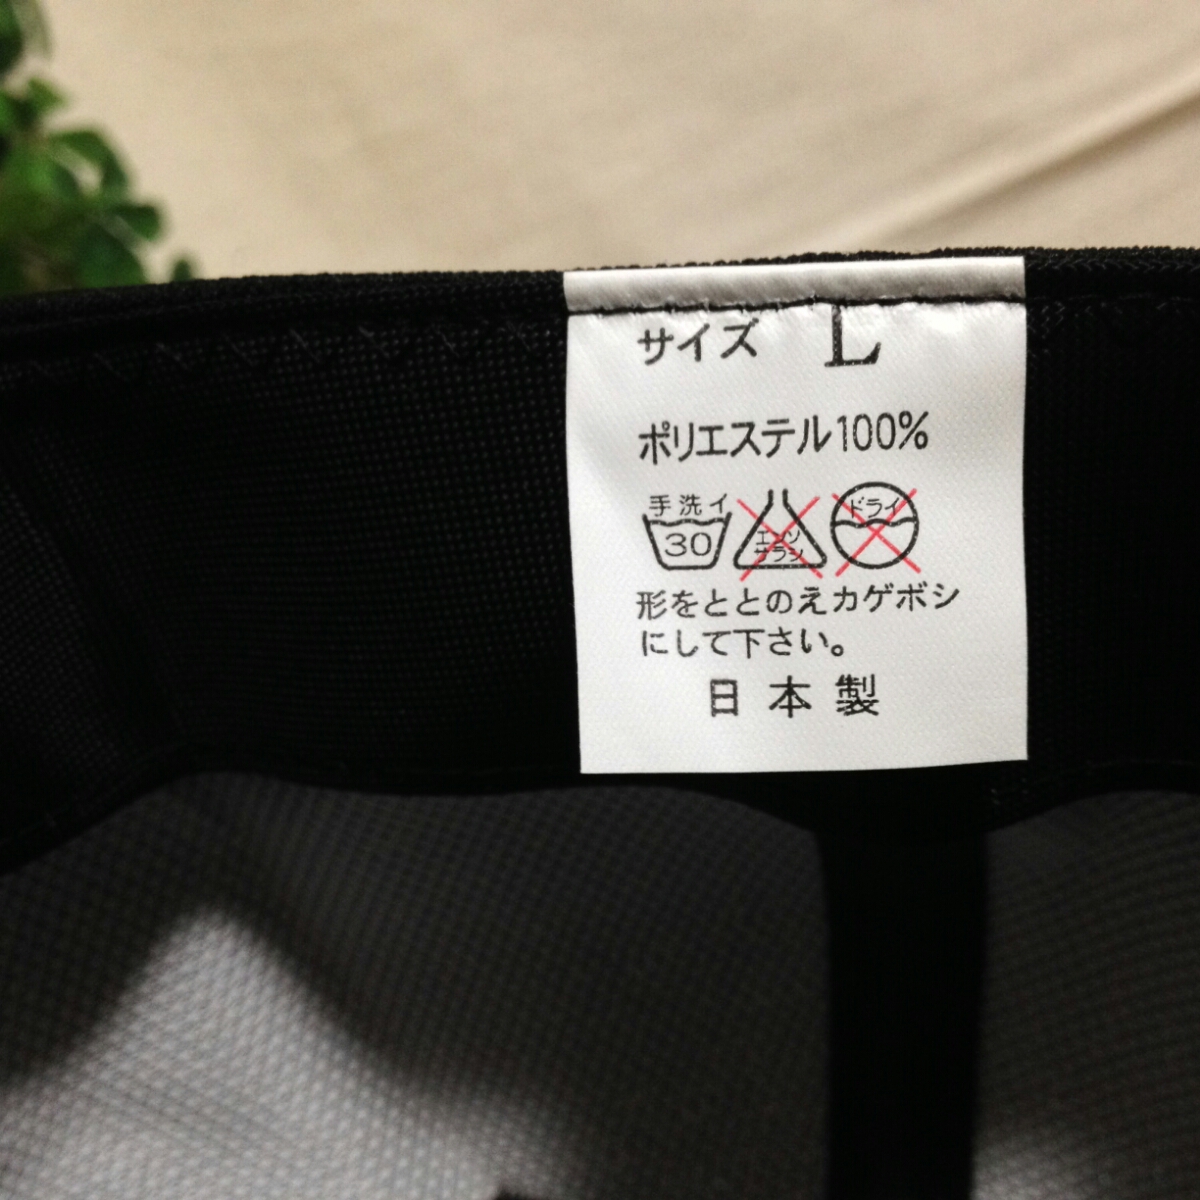 サイズ L
ポリエステル100%
手洗イ 30 エンソサラシ ドライ
形をととのえカゲボシ
にして下さい。
日本製